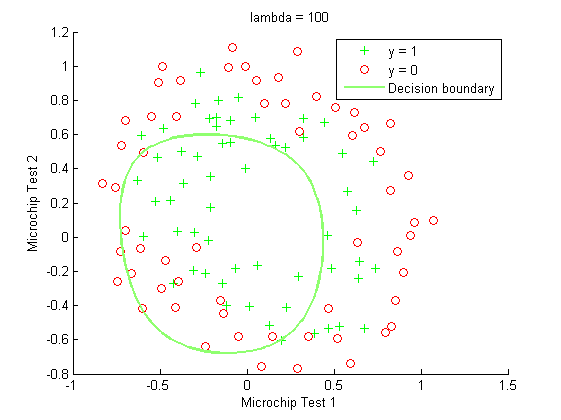 lambda = 100
y = 1
y = 0
Decision boundary
1.2
1
0.8
0.6
0.4
0.2
0
-0.2
-0.4
-0.6
-0.8
Microchip Test 2
-1
-0.5
0
0.5
1
1.5
Microchip Test 1